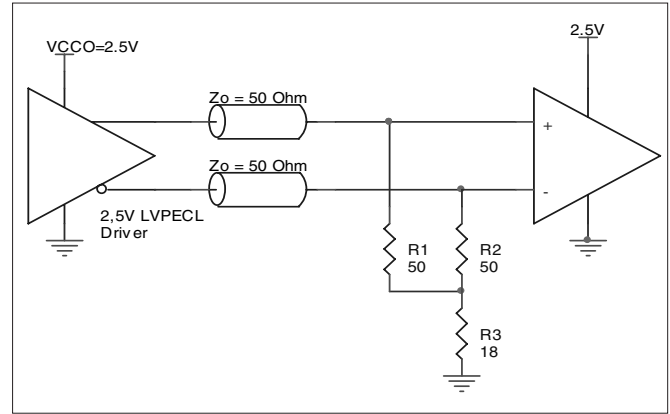 VCCO=2.5V
2.5V
Zo = 50 Ohm
+
Zo = 50 Ohm
-
2,5V LVPECL
Driver
R1
50
R2
50
R3
18